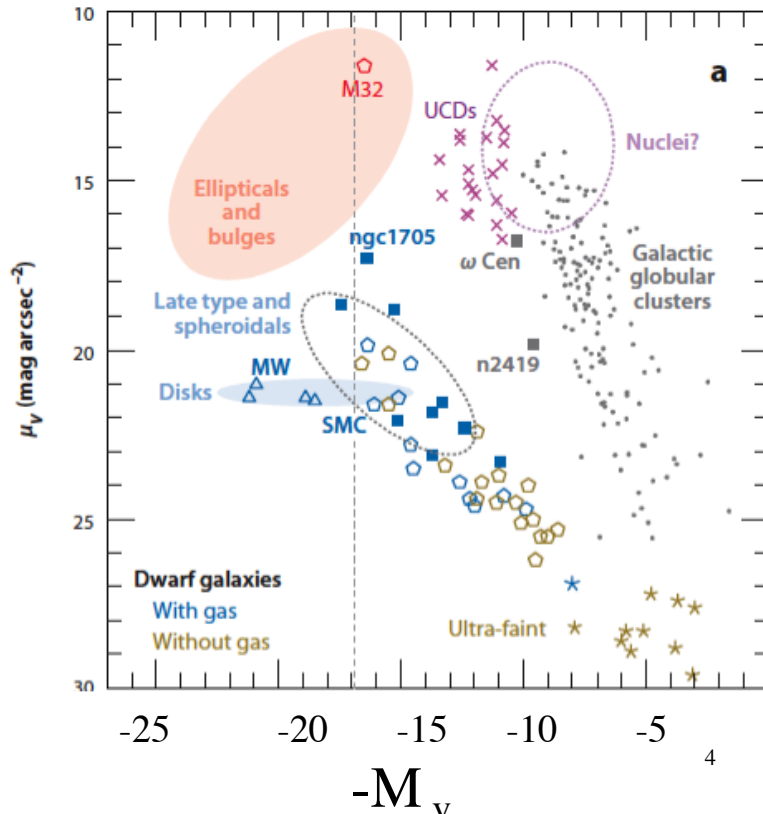 10
a
M32
UCDs
Nuclei?
15
Ellipticals
and
bulges
ngc1705
ω Cen
Galactic
globular
clusters
Late type and
spheroidals
20
n2419
MW
Disks
SMC
μV (mag arcsec−2)
25
Dwarf galaxies
With gas
Without gas
Ultra-faint
30
-25 -20 -15 -10 -5
4
-M v